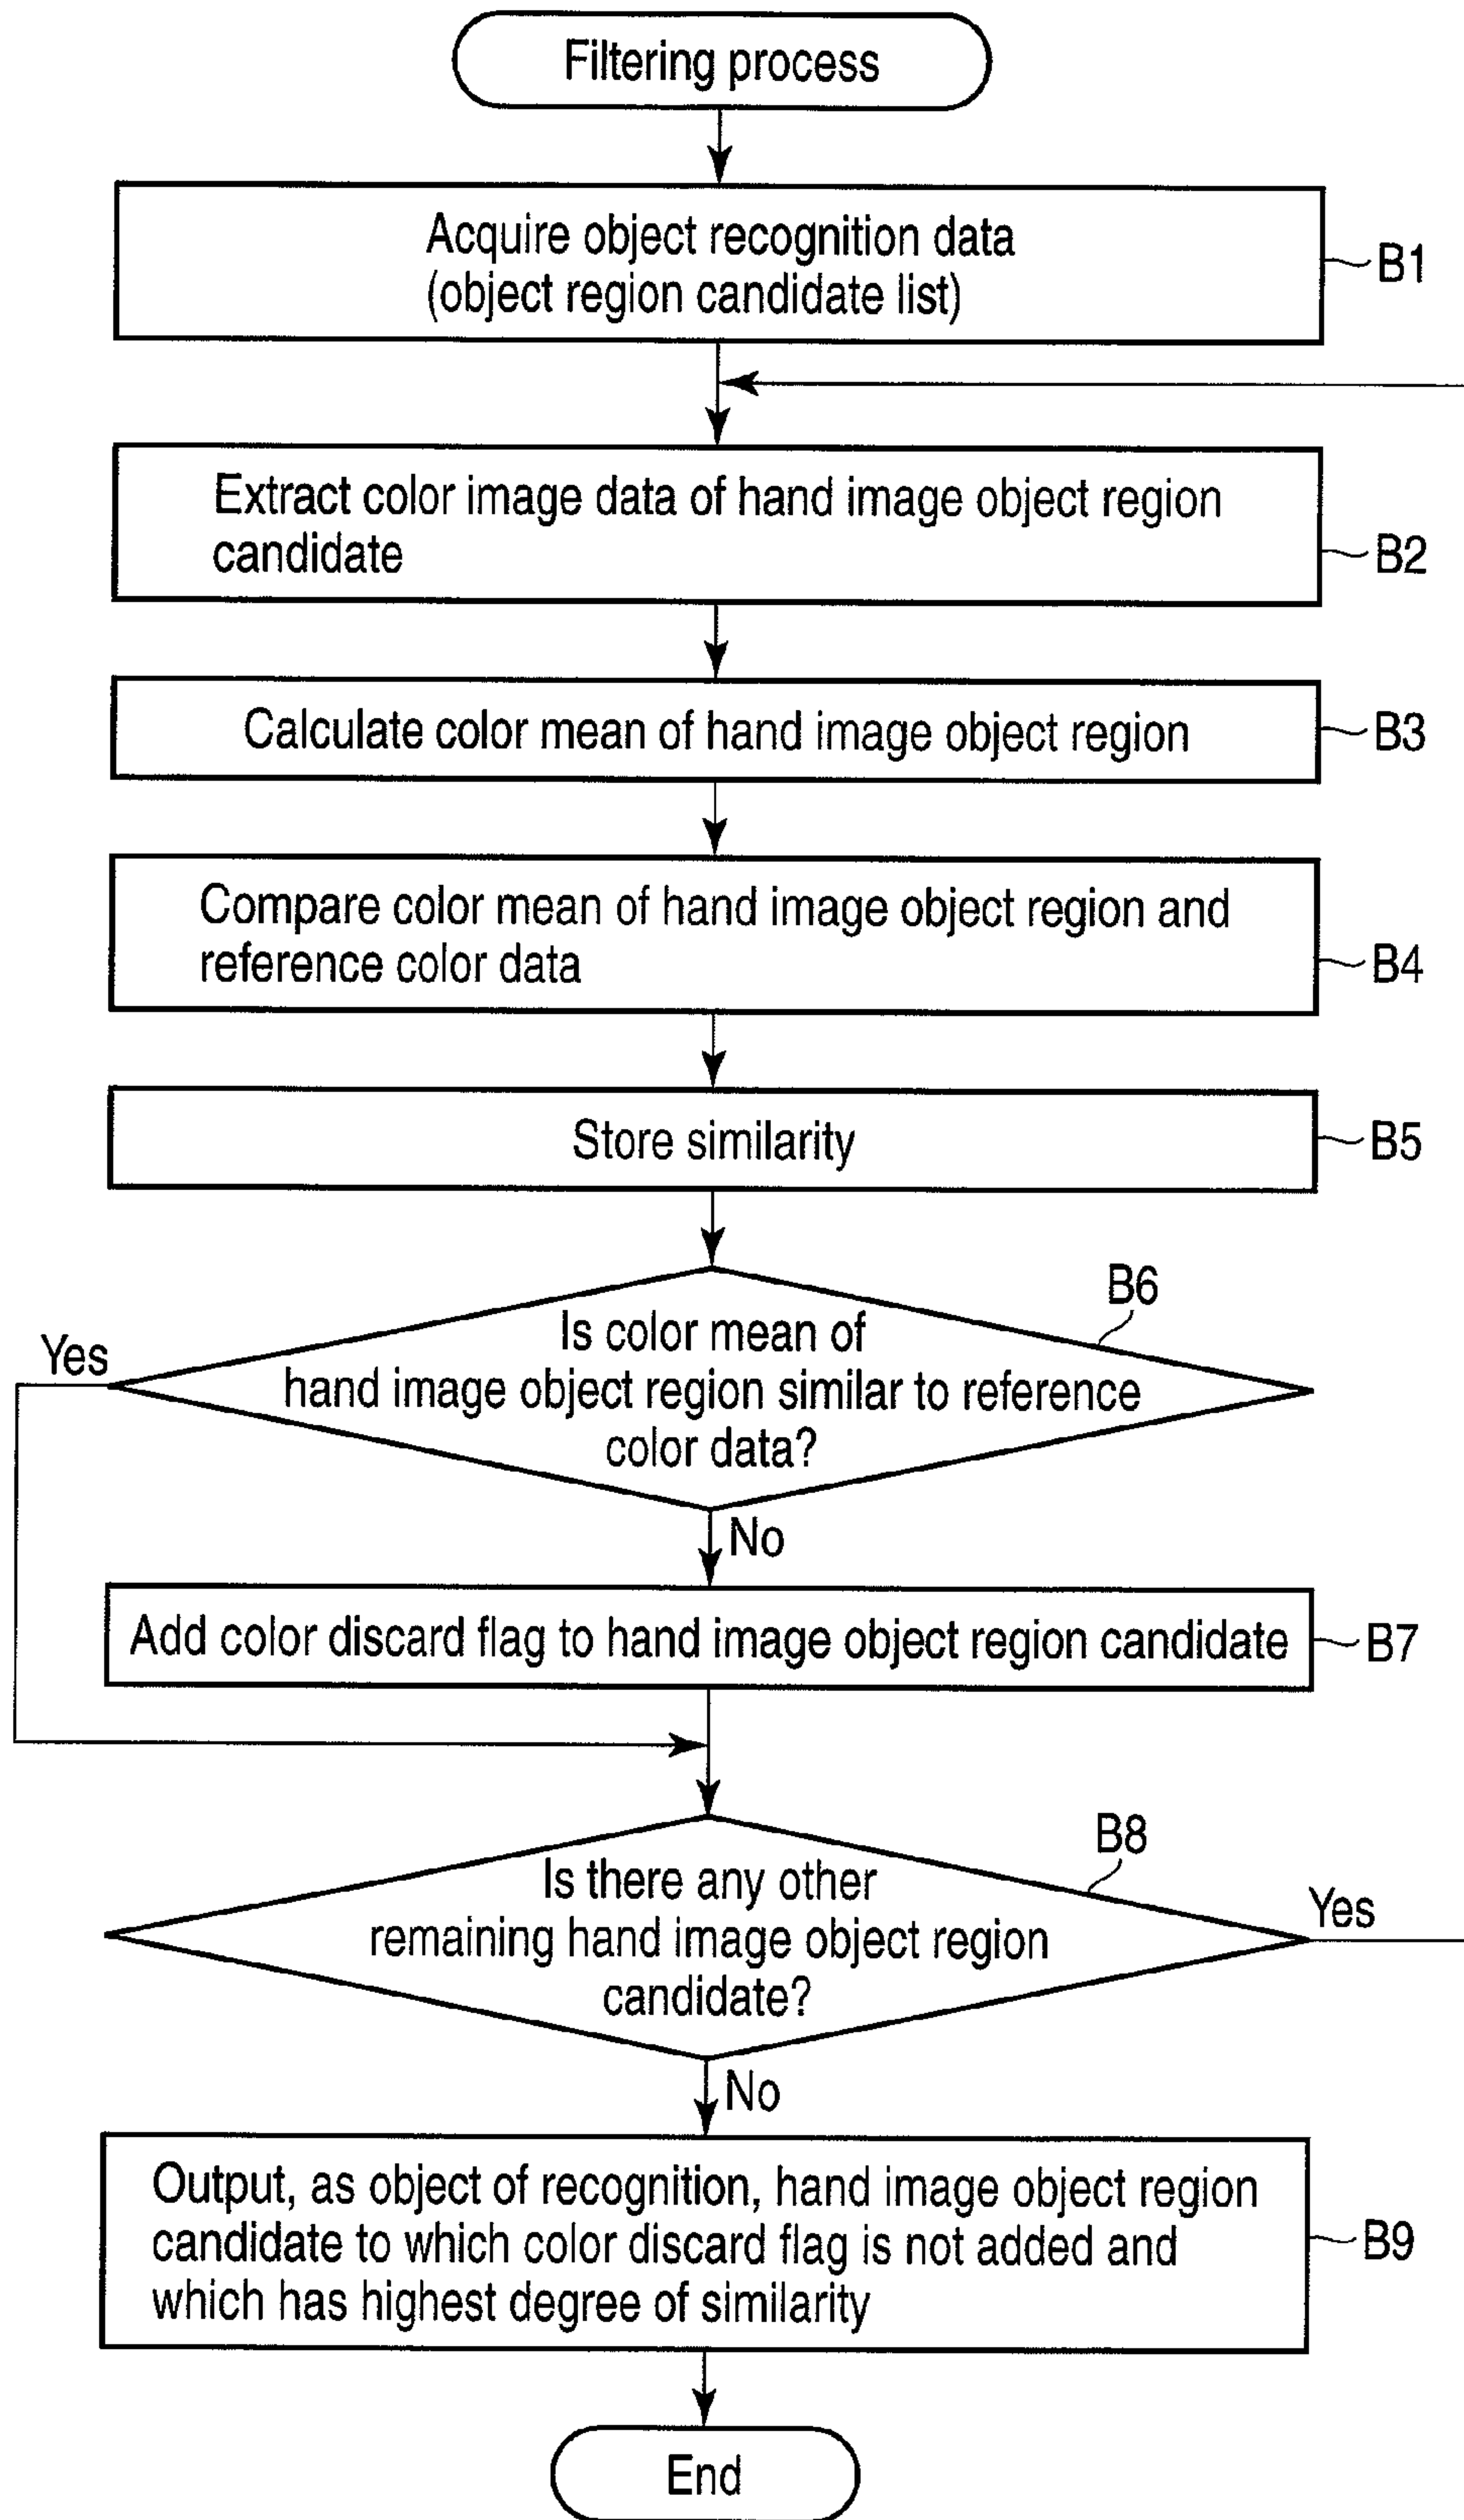 Filtering process
Acquire object recognition data
(object region candidate list)
B1
Extract color image data of hand image object region
candidate
B2
Calculate color mean of hand image object region
B3
Compare color mean of hand image object region and
reference color data
B4
Store similarity
B5
B6
Is color mean of
hand image object region similar to reference
color data?
Yes
No
Add color discard flag to hand image object region candidate
B7
B8
Is there any other
remaining hand image object region
candidate?
Yes
No
Output, as object of recognition, hand image object region
candidate to which color discard flag is not added and
which has highest degree of similarity
B9
End